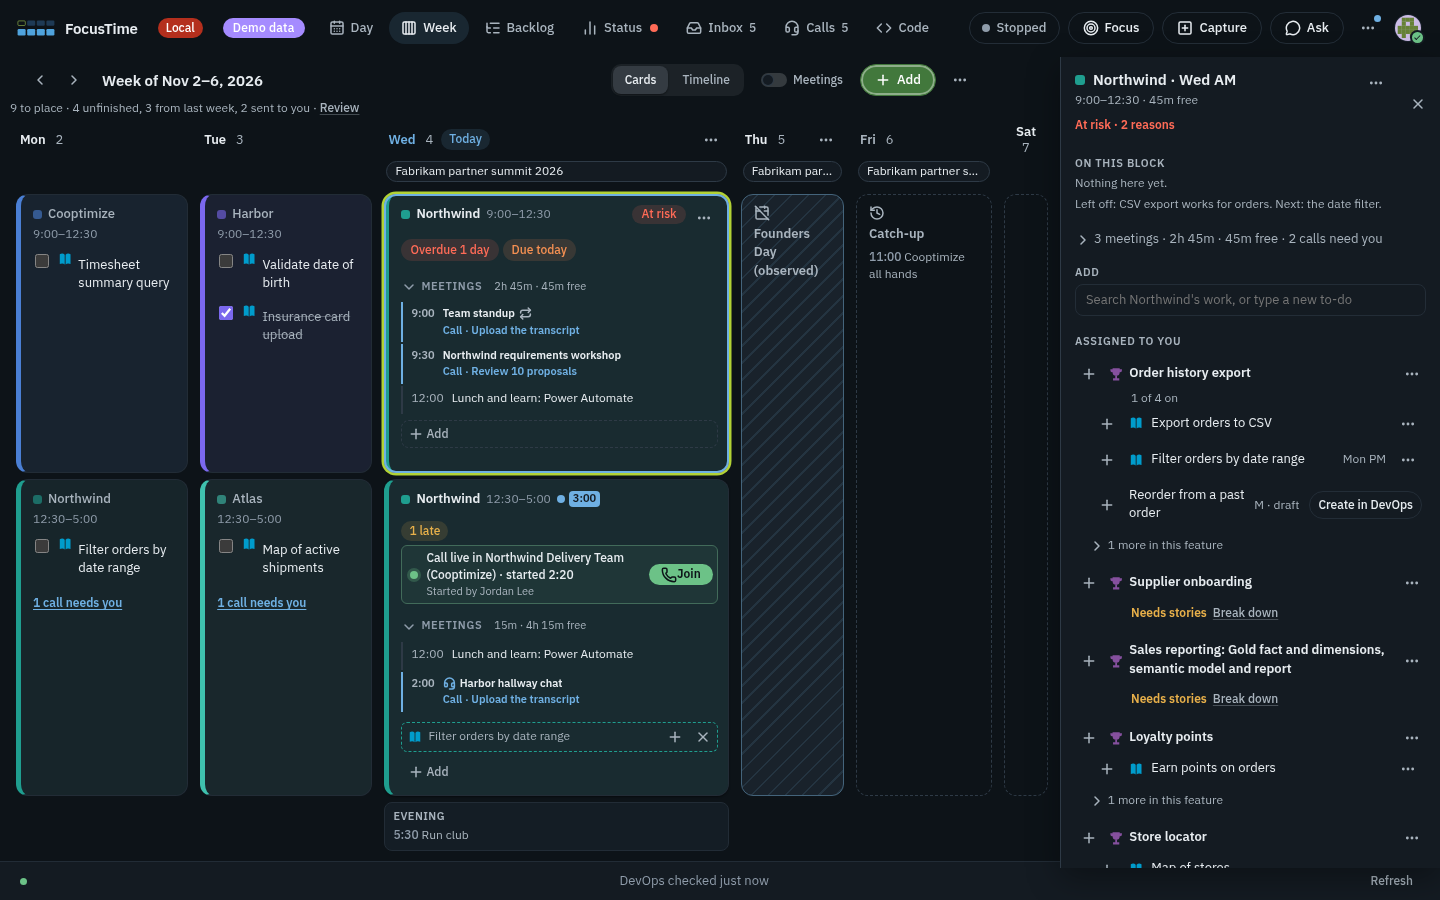 FocusTime
Local
Demo data
Day
Week
Backlog
Status
Inbox 5
Calls 5
Code
Stopped
Focus
Capture
Ask
Week of Nov 2–6, 2026
Cards
Timeline
Meetings
Add
9 to place · 4 unfinished, 3 from last week, 2 sent to you · Review
Mon 2
Tue 3
Wed 4 Today
Thu 5
Fri 6
Sat
7
Fabrikam partner summit 2026
Fabrikam par...
Fabrikam partner s...
Cooptimize
9:00–12:30
Timesheet
summary query
Harbor
9:00–12:30
Validate date of
birth
Insurance card
upload
Northwind 9:00–12:30
At risk
Overdue 1 day
Due today
MEETINGS 2h 45m · 45m free
9:00 Team standup
Call · Upload the transcript
9:30 Northwind requirements workshop
Call · Review 10 proposals
12:00 Lunch and learn: Power Automate
Add
Founders
Day
(observed)
Catch-up
11:00 Cooptimize
all hands
Northwind
12:30–5:00
Filter orders by
date range
1 call needs you
Atlas
12:30–5:00
Map of active
shipments
1 call needs you
Northwind 12:30–5:00 3:00
1 late
Call live in Northwind Delivery Team
(Cooptimize) · started 2:20
Started by Jordan Lee
Join
MEETINGS 15m · 4h 15m free
12:00 Lunch and learn: Power Automate
2:00 Harbor hallway chat
Call · Upload the transcript
Filter orders by date range
Add
EVENING
5:30 Run club
Northwind · Wed AM
9:00–12:30 · 45m free
At risk · 2 reasons
ON THIS BLOCK
Nothing here yet.
Left off: CSV export works for orders. Next: the date filter.
3 meetings · 2h 45m · 45m free · 2 calls need you
ADD
Search Northwind's work, or type a new to-do
ASSIGNED TO YOU
Order history export
1 of 4 on
Export orders to CSV
Filter orders by date range Mon PM
Reorder from a past
order
M · draft
Create in DevOps
1 more in this feature
Supplier onboarding
Needs stories Break down
Sales reporting: Gold fact and dimensions,
semantic model and report
Needs stories Break down
Loyalty points
Earn points on orders
1 more in this feature
Store locator
Map of stores
DevOps checked just now
Refresh